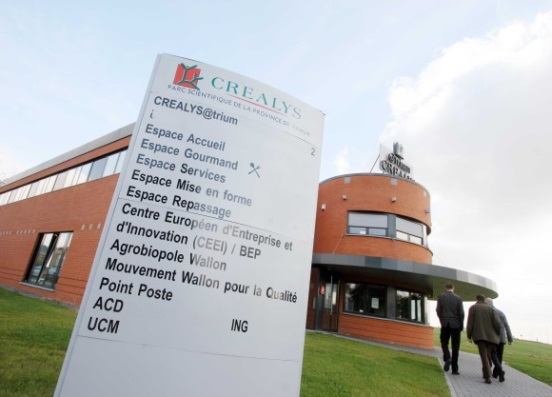 CREALYS
PARC SCIENTIFIQUE DE LA PROVINCE DE NAMUR
CREALYS@trium
i 2
Espace Accueil
Espace Gourmand
Espace Services
Espace Mise en forme
Espace Repassage
Centre Européen d'Entreprise et
d'Innovation (CEEI) / BEP
Agrobiopole Wallon
Mouvement Wallon pour la Qualité
Point Poste
ACD
UCM ING
CREALYS